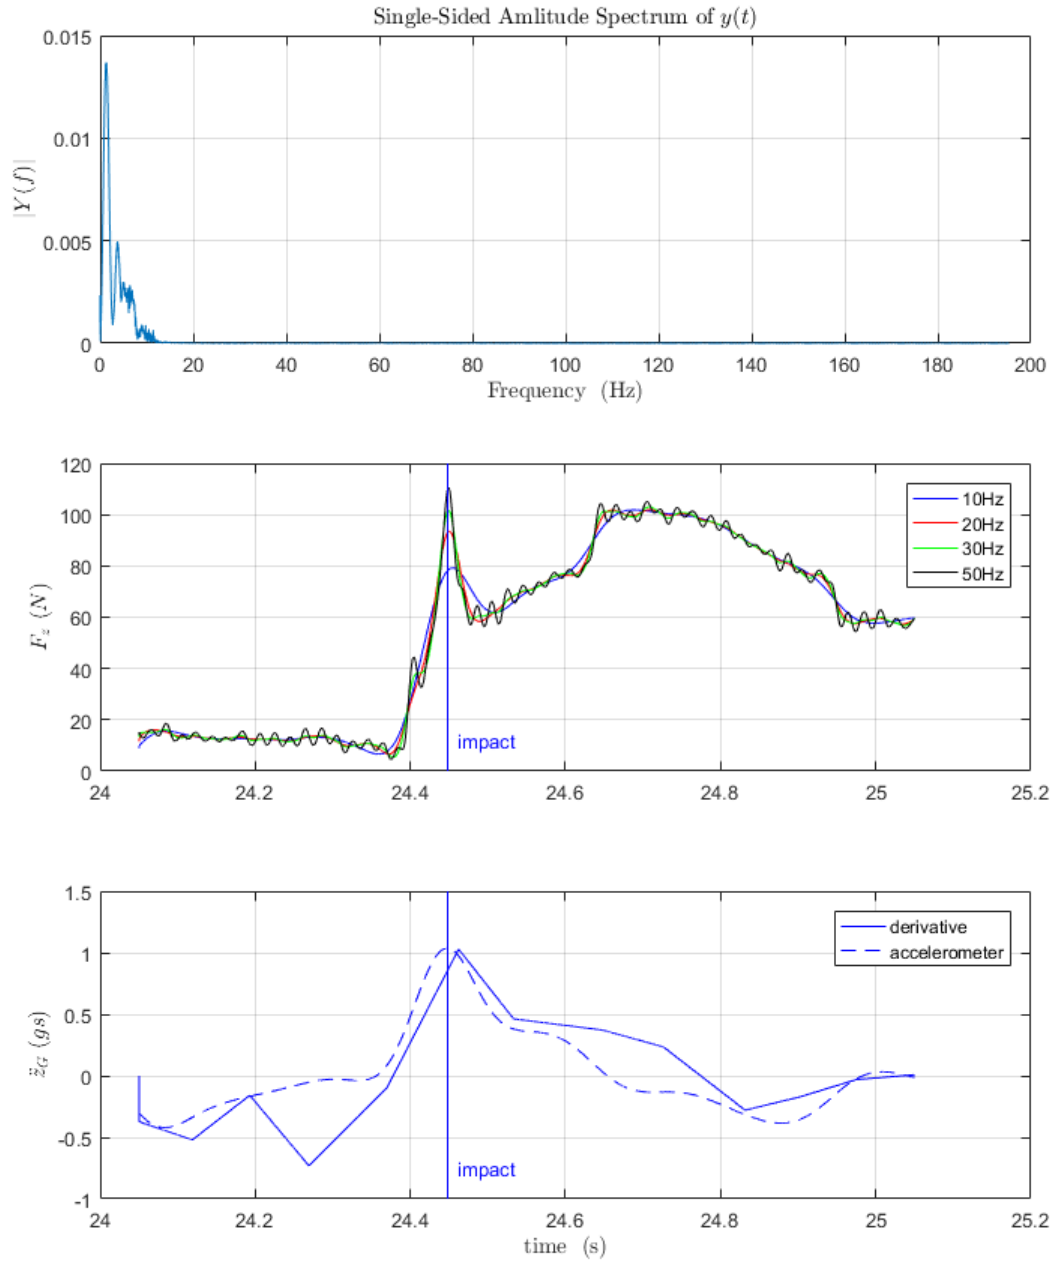 Single-Sided Amlitude Spectrum of y(t)
0.015
0.01
0.005
0
|Y(f)|
0 20 40 60 80 100 120 140 160 180 200
Frequency (Hz)
120
100
80
60
40
20
0
F_z (N)
10Hz
20Hz
30Hz
50Hz
impact
24 24.2 24.4 24.6 24.8 25 25.2
1.5
1
0.5
0
-0.5
-1
z̈_G (gs)
derivative
accelerometer
impact
24 24.2 24.4 24.6 24.8 25 25.2
time (s)